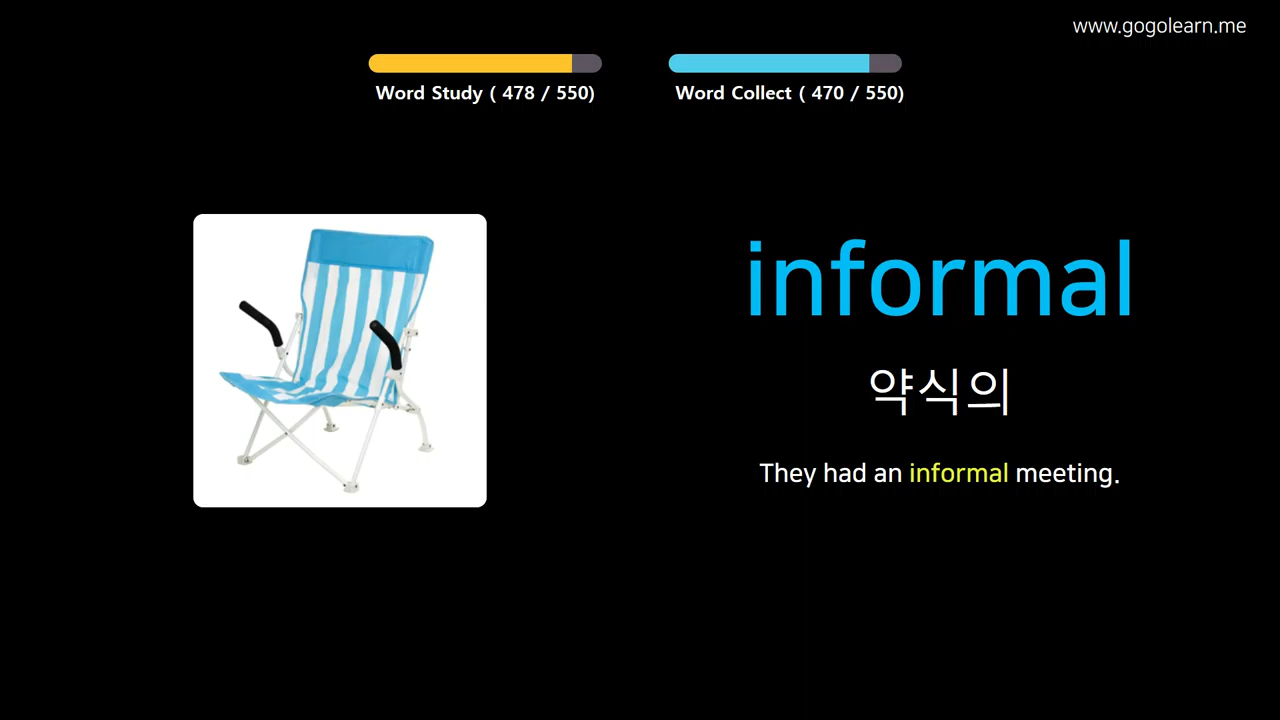 www.gogolearn.me
Word Study ( 478 / 550)
Word Collect ( 470 / 550)
informal
약식의
They had an informal meeting.